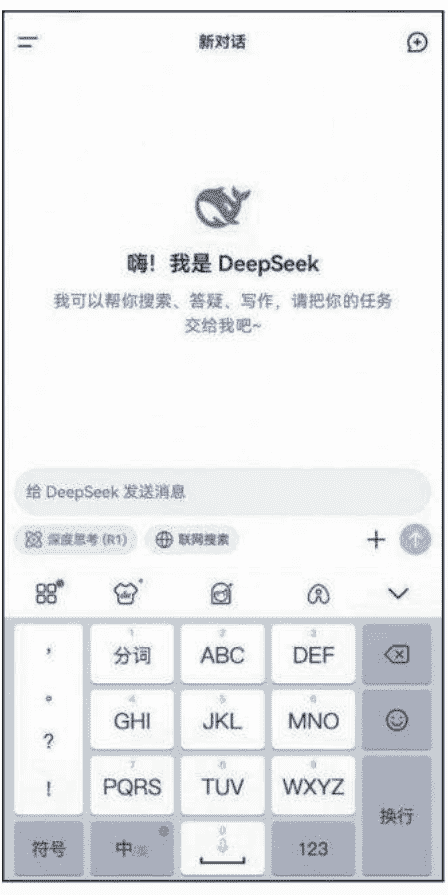 新对话
嗨！我是 DeepSeek
我可以帮你搜索、答疑、写作，请把你的任务
交给我吧~
给 DeepSeek 发送消息
深度思考 (R1) 联网搜索
， 1 分词 2 ABC 3 DEF
。 4 GHI 5 JKL 6 MNO
？
！ 7 PQRS 8 TUV 9 WXYZ 换行
符号 中/英 0 123